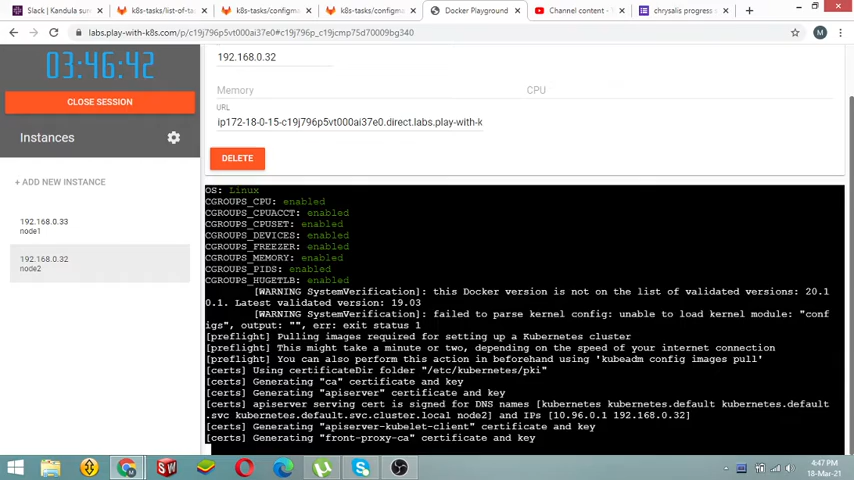 Slack | Kandula sur
k8s-tasks/list-of-ta
k8s-tasks/configma
k8s-tasks/configma
Docker Playground
Channel content -
chrysalis progress
labs.play-with-k8s.com/p/c19j796p5vt000ai37e0#c19j796p_c19jcmp75d70009bg340
M
03:46:42
CLOSE SESSION
Instances
+ ADD NEW INSTANCE
192.168.0.33
node1
192.168.0.32
node2
192.168.0.32
Memory
CPU
URL
ip172-18-0-15-c19j796p5vt000ai37e0.direct.labs.play-with-k
DELETE
OS: Linux
CGROUPS_CPU: enabled
CGROUPS_CPUACCT: enabled
CGROUPS_CPUSET: enabled
CGROUPS_DEVICES: enabled
CGROUPS_FREEZER: enabled
CGROUPS_MEMORY: enabled
CGROUPS_PIDS: enabled
CGROUPS_HUGETLB: enabled
[WARNING SystemVerification]: this Docker version is not on the list of validated versions: 20.1
0.1. Latest validated version: 19.03
[WARNING SystemVerification]: failed to parse kernel config: unable to load kernel module: "conf
igs", output: "", err: exit status 1
[preflight] Pulling images required for setting up a Kubernetes cluster
[preflight] This might take a minute or two, depending on the speed of your internet connection
[preflight] You can also perform this action in beforehand using 'kubeadm config images pull'
[certs] Using certificateDir folder "/etc/kubernetes/pki"
[certs] Generating "ca" certificate and key
[certs] Generating "apiserver" certificate and key
[certs] apiserver serving cert is signed for DNS names [kubernetes kubernetes.default kubernetes.default
.svc kubernetes.default.svc.cluster.local node2] and IPs [10.96.0.1 192.168.0.32]
[certs] Generating "apiserver-kubelet-client" certificate and key
[certs] Generating "front-proxy-ca" certificate and key
4:47 PM
18-Mar-21